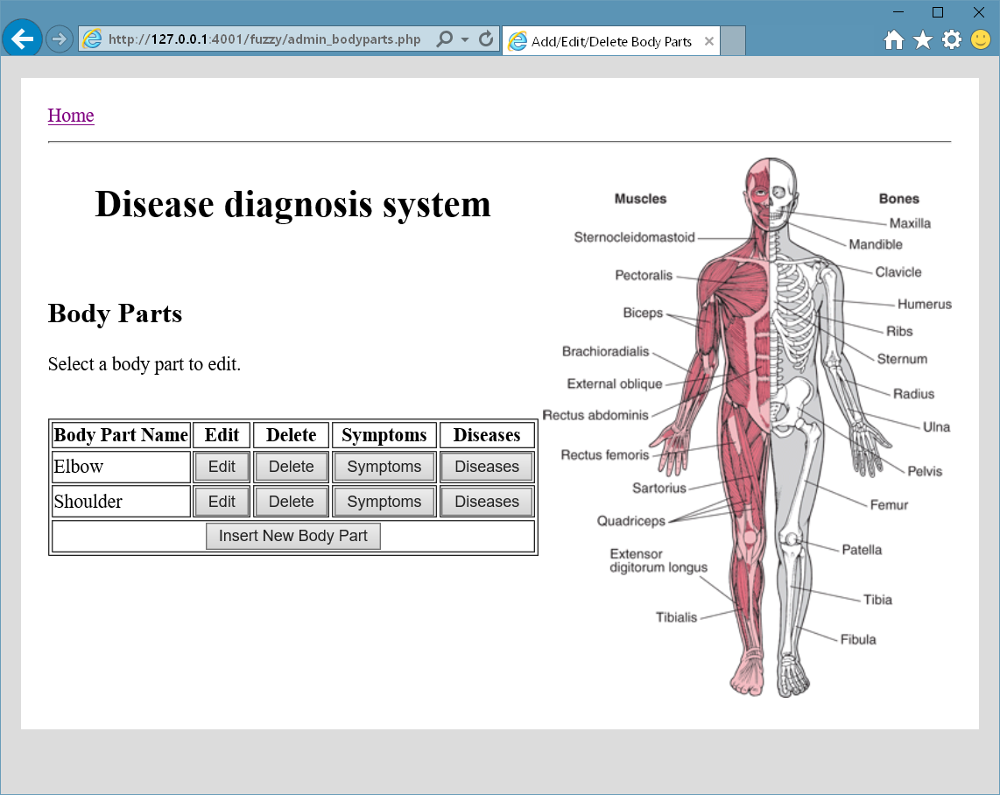 http://127.0.0.1:4001/fuzzy/admin_bodyparts.php
Add/Edit/Delete Body Parts
Home
Disease diagnosis system
Body Parts
Select a body part to edit.
Body Part Name Edit Delete Symptoms Diseases
Elbow Edit Delete Symptoms Diseases
Shoulder Edit Delete Symptoms Diseases
Insert New Body Part
Muscles
Sternocleidomastoid
Pectoralis
Biceps
Brachioradialis
External oblique
Rectus abdominis
Rectus femoris
Sartorius
Quadriceps
Extensor
digitorum longus
Tibialis
Bones
Maxilla
Mandible
Clavicle
Humerus
Ribs
Sternum
Radius
Ulna
Pelvis
Femur
Patella
Tibia
Fibula